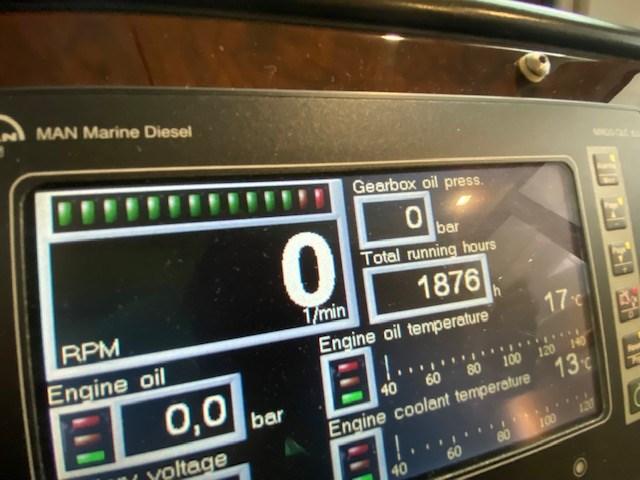 MAN Marine Diesel
0
1/min
RPM
Gearbox oil press.
0 bar
Total running hours
1876 h
Engine oil temperature
17 °C
40 60 80 100 120 140
Engine coolant temperature
13 °C
40 60 80 100 120
Engine oil
0,0 bar
voltage